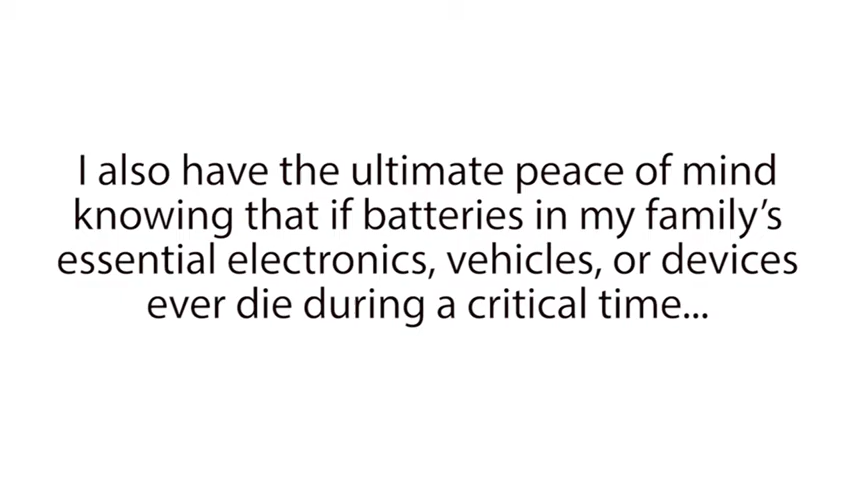 I also have the ultimate peace of mind
knowing that if batteries in my family’s
essential electronics, vehicles, or devices
ever die during a critical time...